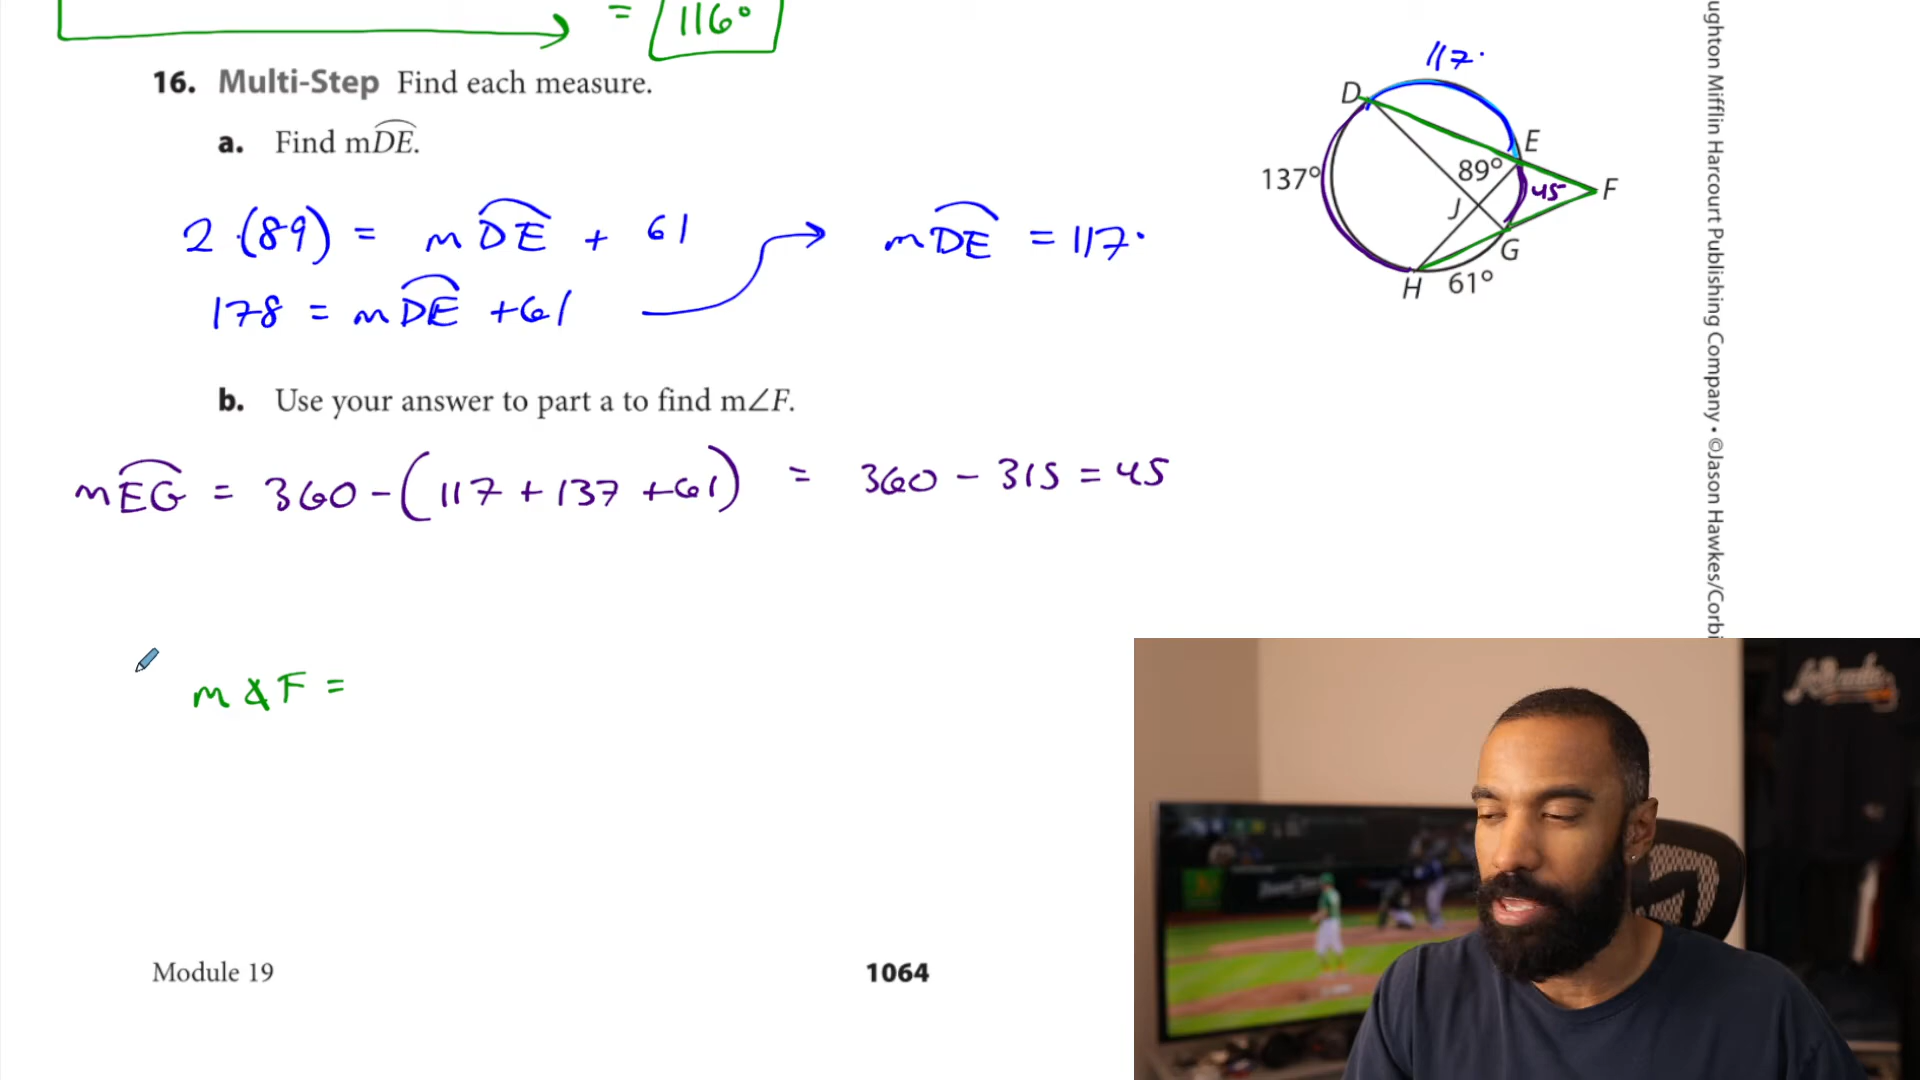 = 116°
16. Multi-Step Find each measure.
a. Find mDE.
2·(89) = mDE + 61
mDE = 117°
178 = mDE +61
b. Use your answer to part a to find m∠F.
mEG = 360-(117+137+61) = 360-315=45
m∡F =
117°
D
E
137°
89°
45
F
J
G
H
61°
ughton Mifflin Harcourt Publishing Company • ©Jason Hawkes/Corbi
Module 19
1064